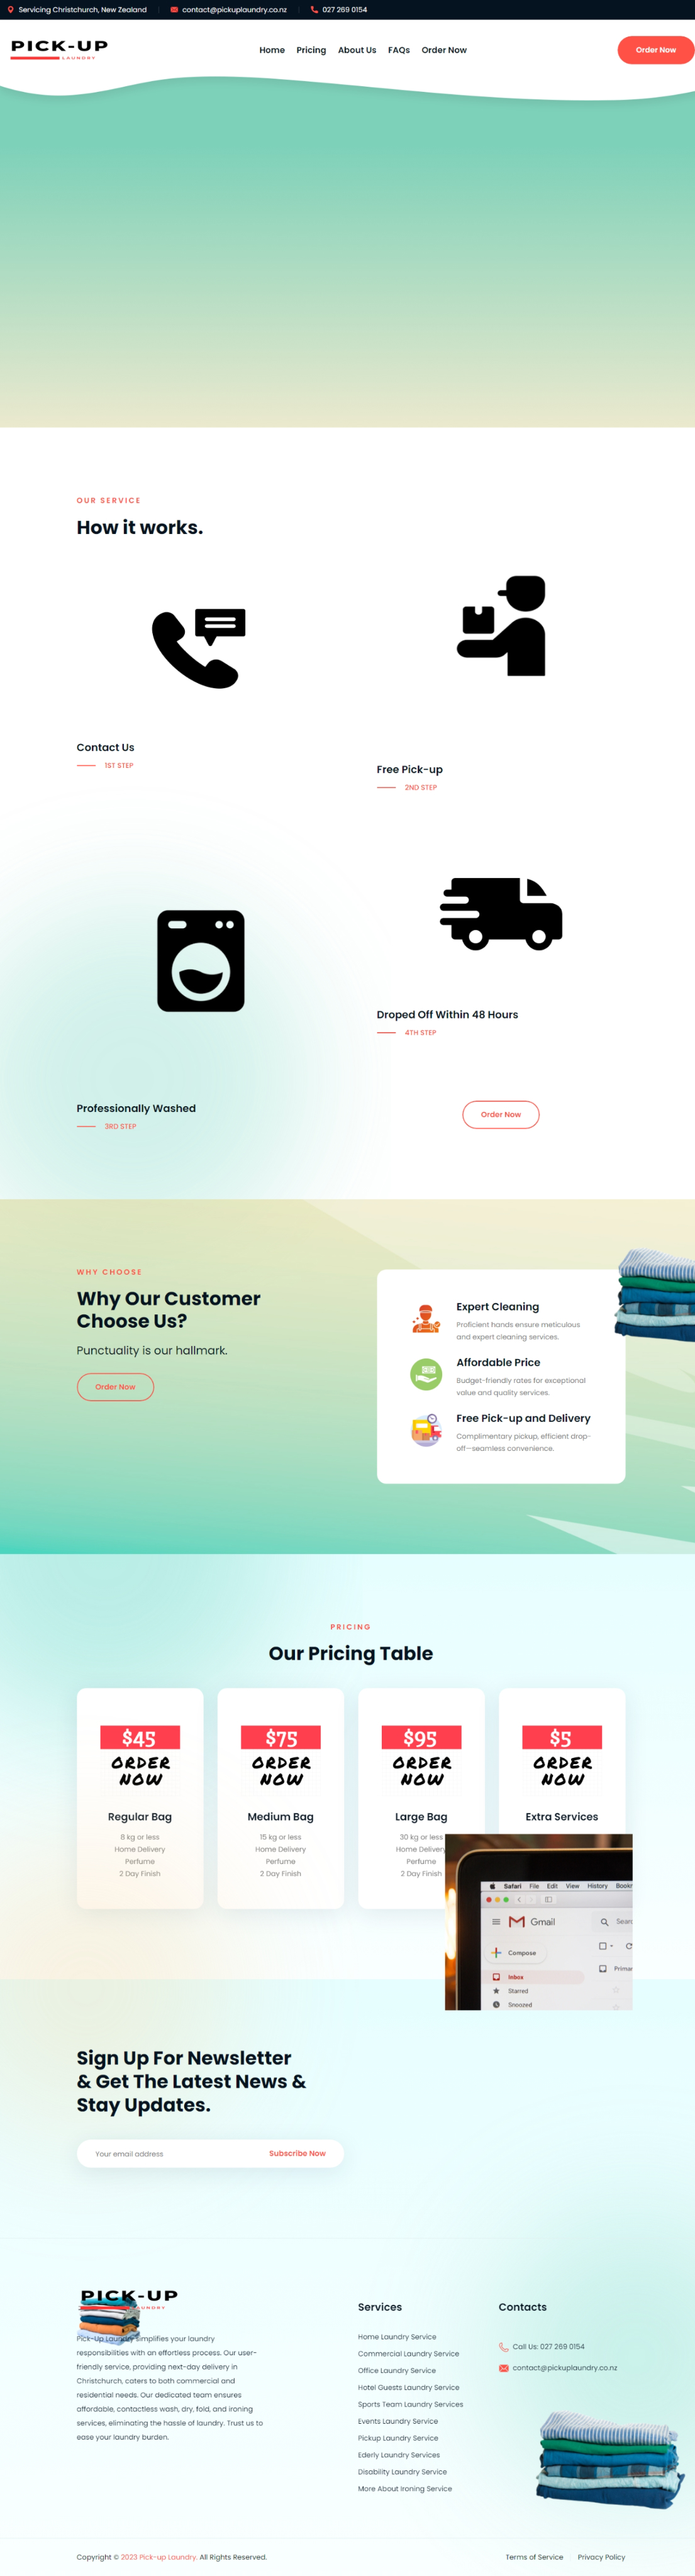 Servicing Christchurch, New Zealand
contact@pickuplaundry.co.nz
027 269 0154
PICK-UP
LAUNDRY
Home
Pricing
About Us
FAQs
Order Now
Order Now
OUR SERVICE
How it works.
Contact Us
1ST STEP
Free Pick-up
2ND STEP
Droped Off Within 48 Hours
4TH STEP
Professionally Washed
3RD STEP
Order Now
WHY CHOOSE
Why Our Customer
Choose Us?
Punctuality is our hallmark.
Order Now
Expert Cleaning
Proficient hands ensure meticulous
and expert cleaning services.
Affordable Price
Budget-friendly rates for exceptional
value and quality services.
Free Pick-up and Delivery
Complimentary pickup, efficient drop-
off—seamless convenience.
PRICING
Our Pricing Table
$45
ORDER
NOW
Regular Bag
8 kg or less
Home Delivery
Perfume
2 Day Finish
$75
ORDER
NOW
Medium Bag
15 kg or less
Home Delivery
Perfume
2 Day Finish
$95
ORDER
NOW
Large Bag
30 kg or less
Home Delivery
Perfume
2 Day Finish
$5
ORDER
NOW
Extra Services
Safari File Edit View History
Gmail
Compose
Inbox
Starred
Snoozed
Sign Up For Newsletter
& Get The Latest News &
Stay Updates.
Your email address
Subscribe Now
PICK-UP
Pick-Up Laundry simplifies your laundry
responsibilities with an effortless process. Our user-
friendly service, providing next-day delivery in
Christchurch, caters to both commercial and
residential needs. Our dedicated team ensures
affordable, contactless wash, dry, fold, and ironing
services, eliminating the hassle of laundry. Trust us to
ease your laundry burden.
Services
Home Laundry Service
Commercial Laundry Service
Office Laundry Service
Hotel Guests Laundry Service
Sports Team Laundry Services
Events Laundry Service
Pickup Laundry Service
Ederly Laundry Services
Disability Laundry Service
More About Ironing Service
Contacts
Call Us: 027 269 0154
contact@pickuplaundry.co.nz
Copyright © 2023 Pick-up Laundry. All Rights Reserved.
Terms of Service
Privacy Policy